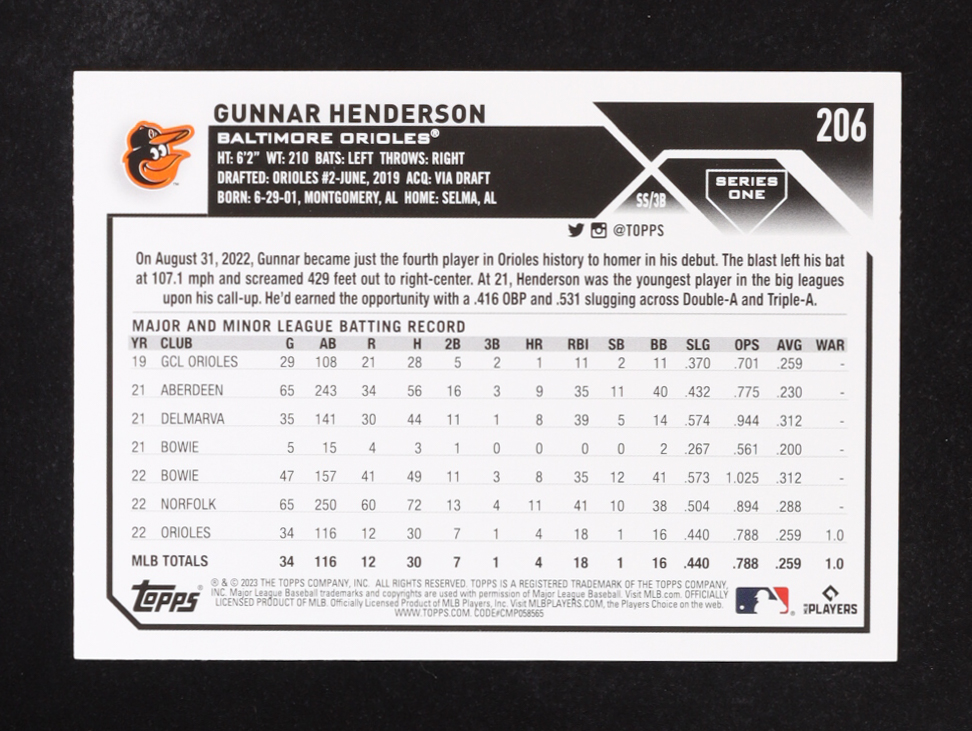 GUNNAR HENDERSON
206
BALTIMORE ORIOLES®
HT: 6'2" WT: 210 BATS: LEFT THROWS: RIGHT
DRAFTED: ORIOLES #2-JUNE, 2019 ACQ: VIA DRAFT
BORN: 6-29-01, MONTGOMERY, AL HOME: SELMA, AL
SS/3B
SERIES
ONE
@TOPPS
On August 31, 2022, Gunnar became just the fourth player in Orioles history to homer in his debut. The blast left his bat
at 107.1 mph and screamed 429 feet out to right-center. At 21, Henderson was the youngest player in the big leagues
upon his call-up. He'd earned the opportunity with a .416 OBP and .531 slugging across Double-A and Triple-A.
MAJOR AND MINOR LEAGUE BATTING RECORD
YR CLUB G AB R H 2B 3B HR RBI SB BB SLG OPS AVG WAR
19 GCL ORIOLES 29 108 21 28 5 2 1 11 2 11 .370 .701 .259 -
21 ABERDEEN 65 243 34 56 16 3 9 35 11 40 .432 .775 .230 -
21 DELMARVA 35 141 30 44 11 1 8 39 5 14 .574 .944 .312 -
21 BOWIE 5 15 4 3 1 0 0 0 0 2 .267 .561 .200 -
22 BOWIE 47 157 41 49 11 3 8 35 12 41 .573 1.025 .312 -
22 NORFOLK 65 250 60 72 13 4 11 41 10 38 .504 .894 .288 -
22 ORIOLES 34 116 12 30 7 1 4 18 1 16 .440 .788 .259 1.0
MLB TOTALS 34 116 12 30 7 1 4 18 1 16 .440 .788 .259 1.0
Topps®
® & © 2023 THE TOPPS COMPANY, INC. ALL RIGHTS RESERVED. TOPPS IS A REGISTERED TRADEMARK OF THE TOPPS COMPANY,
INC. Major League Baseball trademarks and copyrights are used with permission of Major League Baseball. Visit MLB.com. OFFICIALLY
LICENSED PRODUCT OF MLB. Officially Licensed Product of MLB Players, Inc. Visit MLBPLAYERS.COM, the Players Choice on the web.
WWW.TOPPS.COM. CODE#CMP058565
MLB PLAYERS